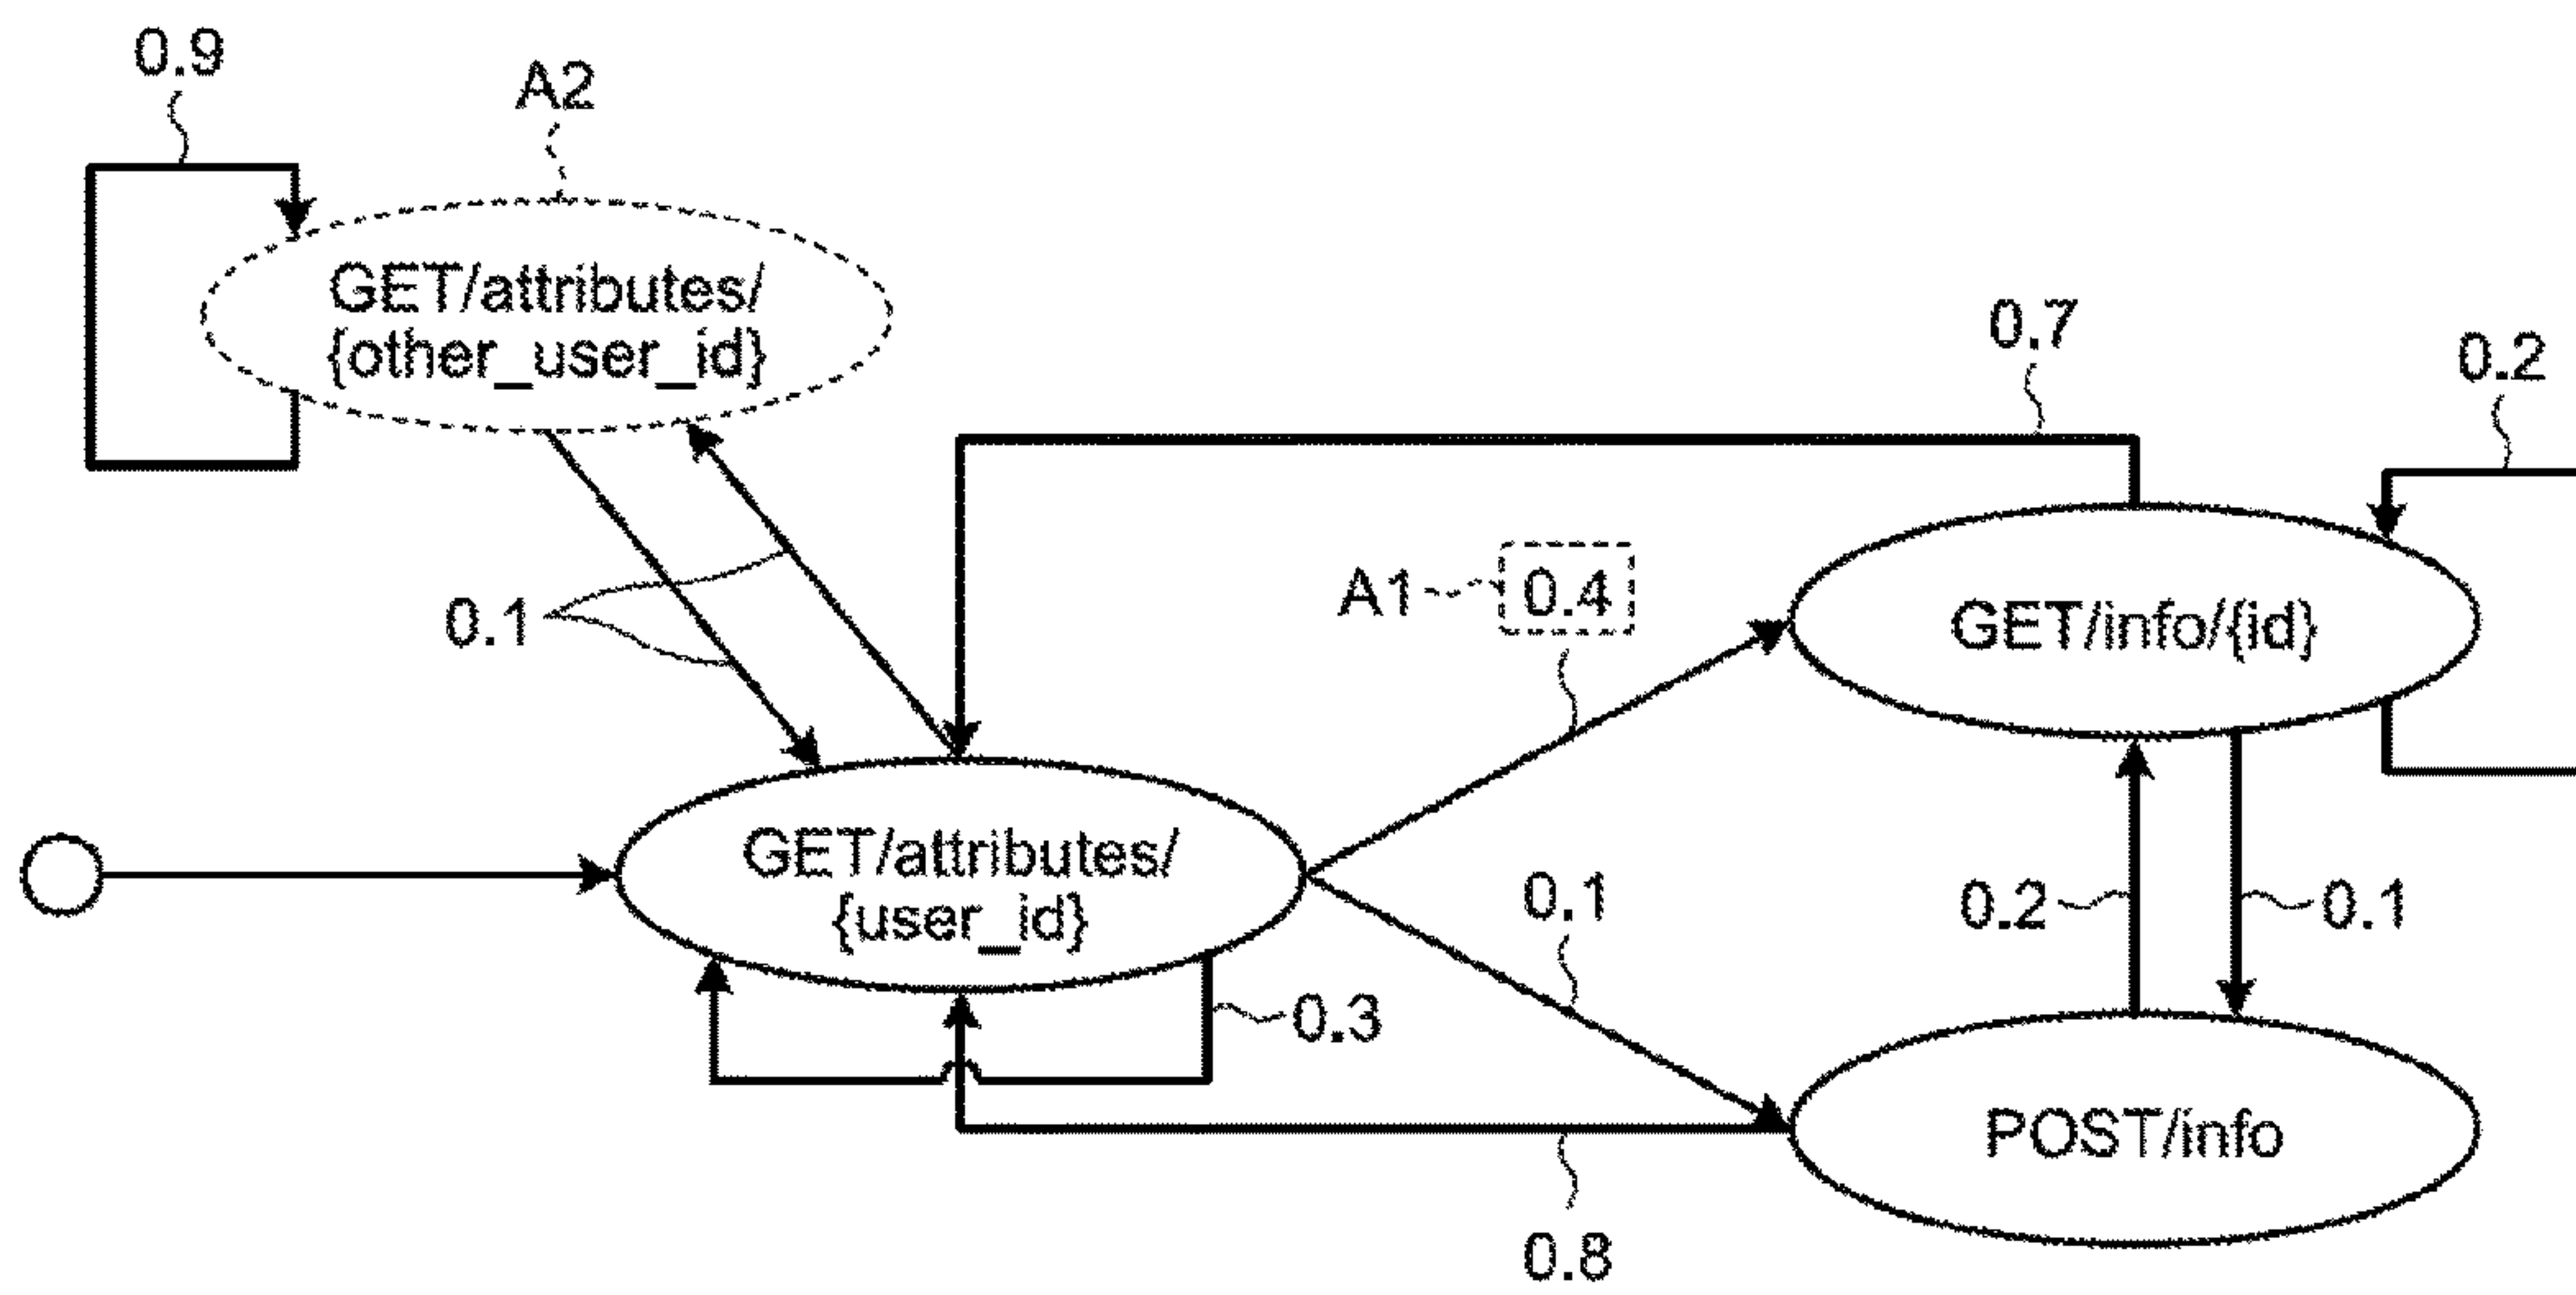 0.9
A2
GET/attributes/
{other_user_id}
0.7
0.2
0.1
A1
0.4
GET/info/{id}
GET/attributes/
{user_id}
0.1
0.2
0.1
0.3
POST/info
0.8